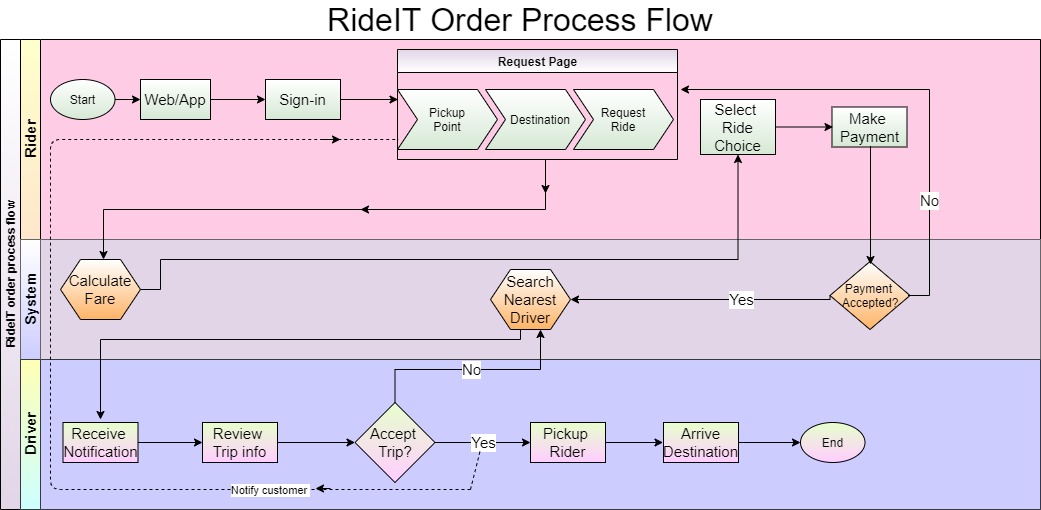 RideIT Order Process Flow
RideIT order process flow
Rider
Start
Web/App
Sign-in
Request Page
Pickup
Point
Destination
Request
Ride
Select
Ride
Choice
Make
Payment
No
System
Calculate
Fare
Search
Nearest
Driver
Yes
Payment
Accepted?
Driver
No
Receive
Notification
Review
Trip info
Accept
Trip?
Yes
Pickup
Rider
Arrive
Destination
End
Notify customer